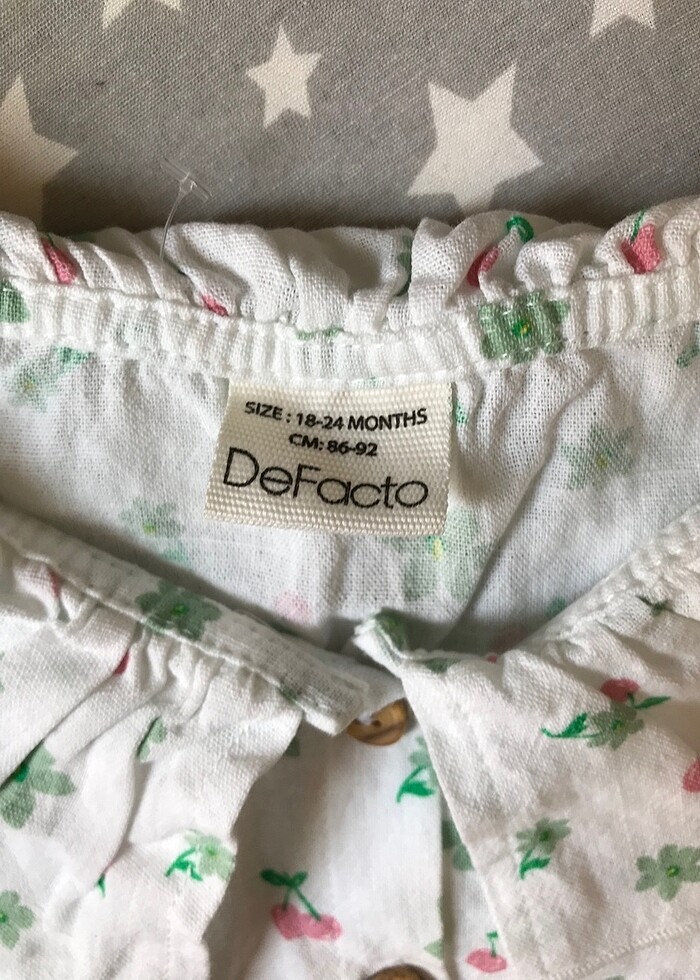 SIZE : 18-24 MONTHS
CM: 86-92
DeFacto